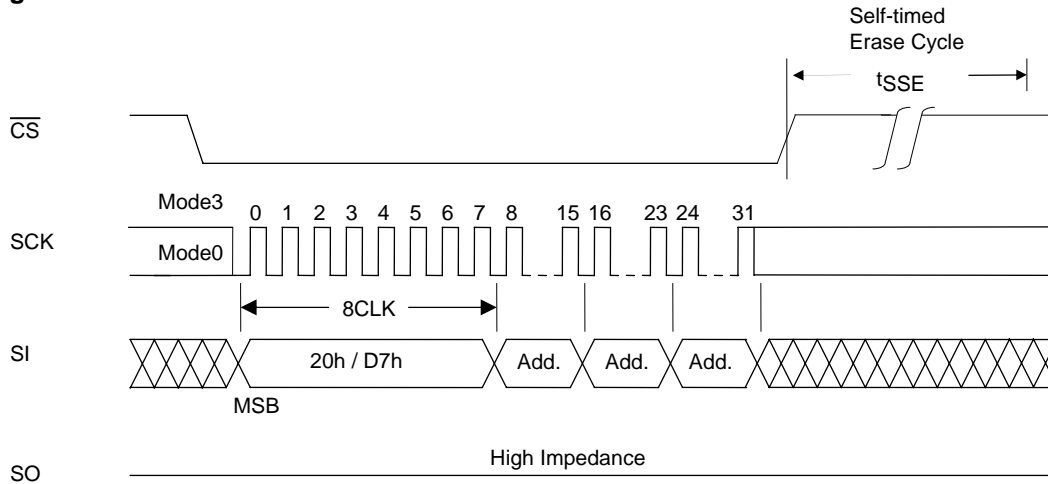 g
Self-timed
Erase Cycle
tSSE
CS
Mode3
0 1 2 3 4 5 6 7 8 15 16 23 24 31
SCK
Mode0
8CLK
SI
20h / D7h Add. Add. Add.
MSB
High Impedance
SO